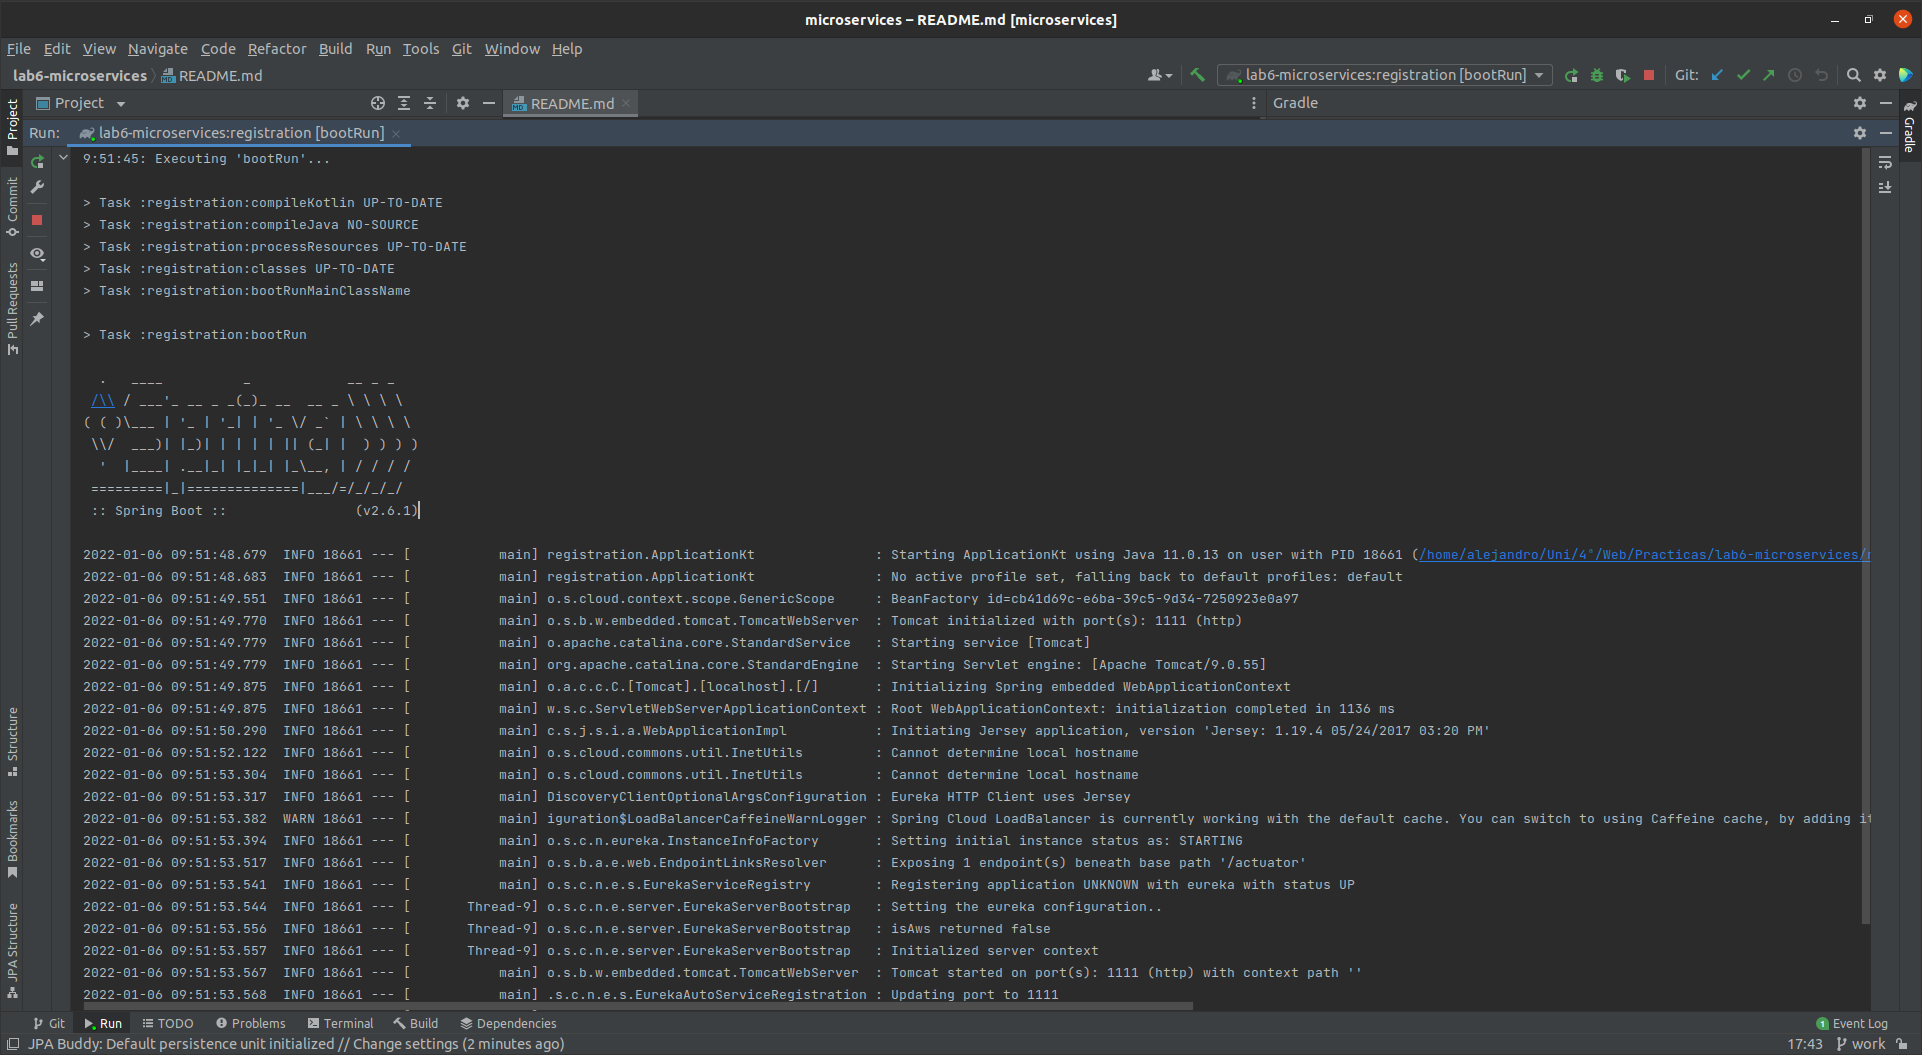 microservices – README.md [microservices]
File Edit View Navigate Code Refactor Build Run Tools Git Window Help
lab6-microservices README.md lab6-microservices:registration [bootRun] Git:
Project README.md Gradle
Run: lab6-microservices:registration [bootRun]
Project
Commit
Pull Requests
Structure
Bookmarks
JPA Structure
Gradle
9:51:45: Executing 'bootRun'...
> Task :registration:compileKotlin UP-TO-DATE
> Task :registration:compileJava NO-SOURCE
> Task :registration:processResources UP-TO-DATE
> Task :registration:classes UP-TO-DATE
> Task :registration:bootRunMainClassName
> Task :registration:bootRun
  .   ____          _            __ _ _
 /\\ / ___'_ __ _ _(_)_ __  __ _ \ \ \ \
( ( )\___ | '_ | '_| | '_ \/ _` | \ \ \ \
 \\/  ___)| |_)| | | | | || (_| |  ) ) ) )
  '  |____| .__|_| |_|_| |_\__, | / / / /
 =========|_|==============|___/=/_/_/_/
 :: Spring Boot ::                (v2.6.1)
2022-01-06 09:51:48.679  INFO 18661 --- [           main] registration.ApplicationKt               : Starting ApplicationKt using Java 11.0.13 on user with PID 18661 (/home/alejandro/Uni/4°/Web/Practicas/lab6-microservices/
2022-01-06 09:51:48.683  INFO 18661 --- [           main] registration.ApplicationKt               : No active profile set, falling back to default profiles: default
2022-01-06 09:51:49.551  INFO 18661 --- [           main] o.s.cloud.context.scope.GenericScope     : BeanFactory id=cb41d69c-e6ba-39c5-9d34-7250923e0a97
2022-01-06 09:51:49.770  INFO 18661 --- [           main] o.s.b.w.embedded.tomcat.TomcatWebServer  : Tomcat initialized with port(s): 1111 (http)
2022-01-06 09:51:49.779  INFO 18661 --- [           main] o.apache.catalina.core.StandardService   : Starting service [Tomcat]
2022-01-06 09:51:49.779  INFO 18661 --- [           main] org.apache.catalina.core.StandardEngine  : Starting Servlet engine: [Apache Tomcat/9.0.55]
2022-01-06 09:51:49.875  INFO 18661 --- [           main] o.a.c.c.C.[Tomcat].[localhost].[/]       : Initializing Spring embedded WebApplicationContext
2022-01-06 09:51:49.875  INFO 18661 --- [           main] w.s.c.ServletWebServerApplicationContext : Root WebApplicationContext: initialization completed in 1136 ms
2022-01-06 09:51:50.290  INFO 18661 --- [           main] c.s.j.s.i.a.WebApplicationImpl           : Initiating Jersey application, version 'Jersey: 1.19.4 05/24/2017 03:20 PM'
2022-01-06 09:51:52.122  INFO 18661 --- [           main] o.s.cloud.commons.util.InetUtils         : Cannot determine local hostname
2022-01-06 09:51:53.304  INFO 18661 --- [           main] o.s.cloud.commons.util.InetUtils         : Cannot determine local hostname
2022-01-06 09:51:53.317  INFO 18661 --- [           main] DiscoveryClientOptionalArgsConfiguration : Eureka HTTP Client uses Jersey
2022-01-06 09:51:53.382  WARN 18661 --- [           main] iguration$LoadBalancerCaffeineWarnLogger : Spring Cloud LoadBalancer is currently working with the default cache. You can switch to using Caffeine cache, by adding it
2022-01-06 09:51:53.394  INFO 18661 --- [           main] o.s.c.n.eureka.InstanceInfoFactory       : Setting initial instance status as: STARTING
2022-01-06 09:51:53.517  INFO 18661 --- [           main] o.s.b.a.e.web.EndpointLinksResolver      : Exposing 1 endpoint(s) beneath base path '/actuator'
2022-01-06 09:51:53.541  INFO 18661 --- [           main] o.s.c.n.e.s.EurekaServiceRegistry        : Registering application UNKNOWN with eureka with status UP
2022-01-06 09:51:53.544  INFO 18661 --- [       Thread-9] o.s.c.n.e.server.EurekaServerBootstrap   : Setting the eureka configuration..
2022-01-06 09:51:53.556  INFO 18661 --- [       Thread-9] o.s.c.n.e.server.EurekaServerBootstrap   : isAws returned false
2022-01-06 09:51:53.557  INFO 18661 --- [       Thread-9] o.s.c.n.e.server.EurekaServerBootstrap   : Initialized server context
2022-01-06 09:51:53.567  INFO 18661 --- [           main] o.s.b.w.embedded.tomcat.TomcatWebServer  : Tomcat started on port(s): 1111 (http) with context path ''
2022-01-06 09:51:53.568  INFO 18661 --- [           main] .s.c.n.e.s.EurekaAutoServiceRegistration : Updating port to 1111
Git Run TODO Problems Terminal Build Dependencies 1 Event Log
JPA Buddy: Default persistence unit initialized // Change settings (2 minutes ago) 17:43 work